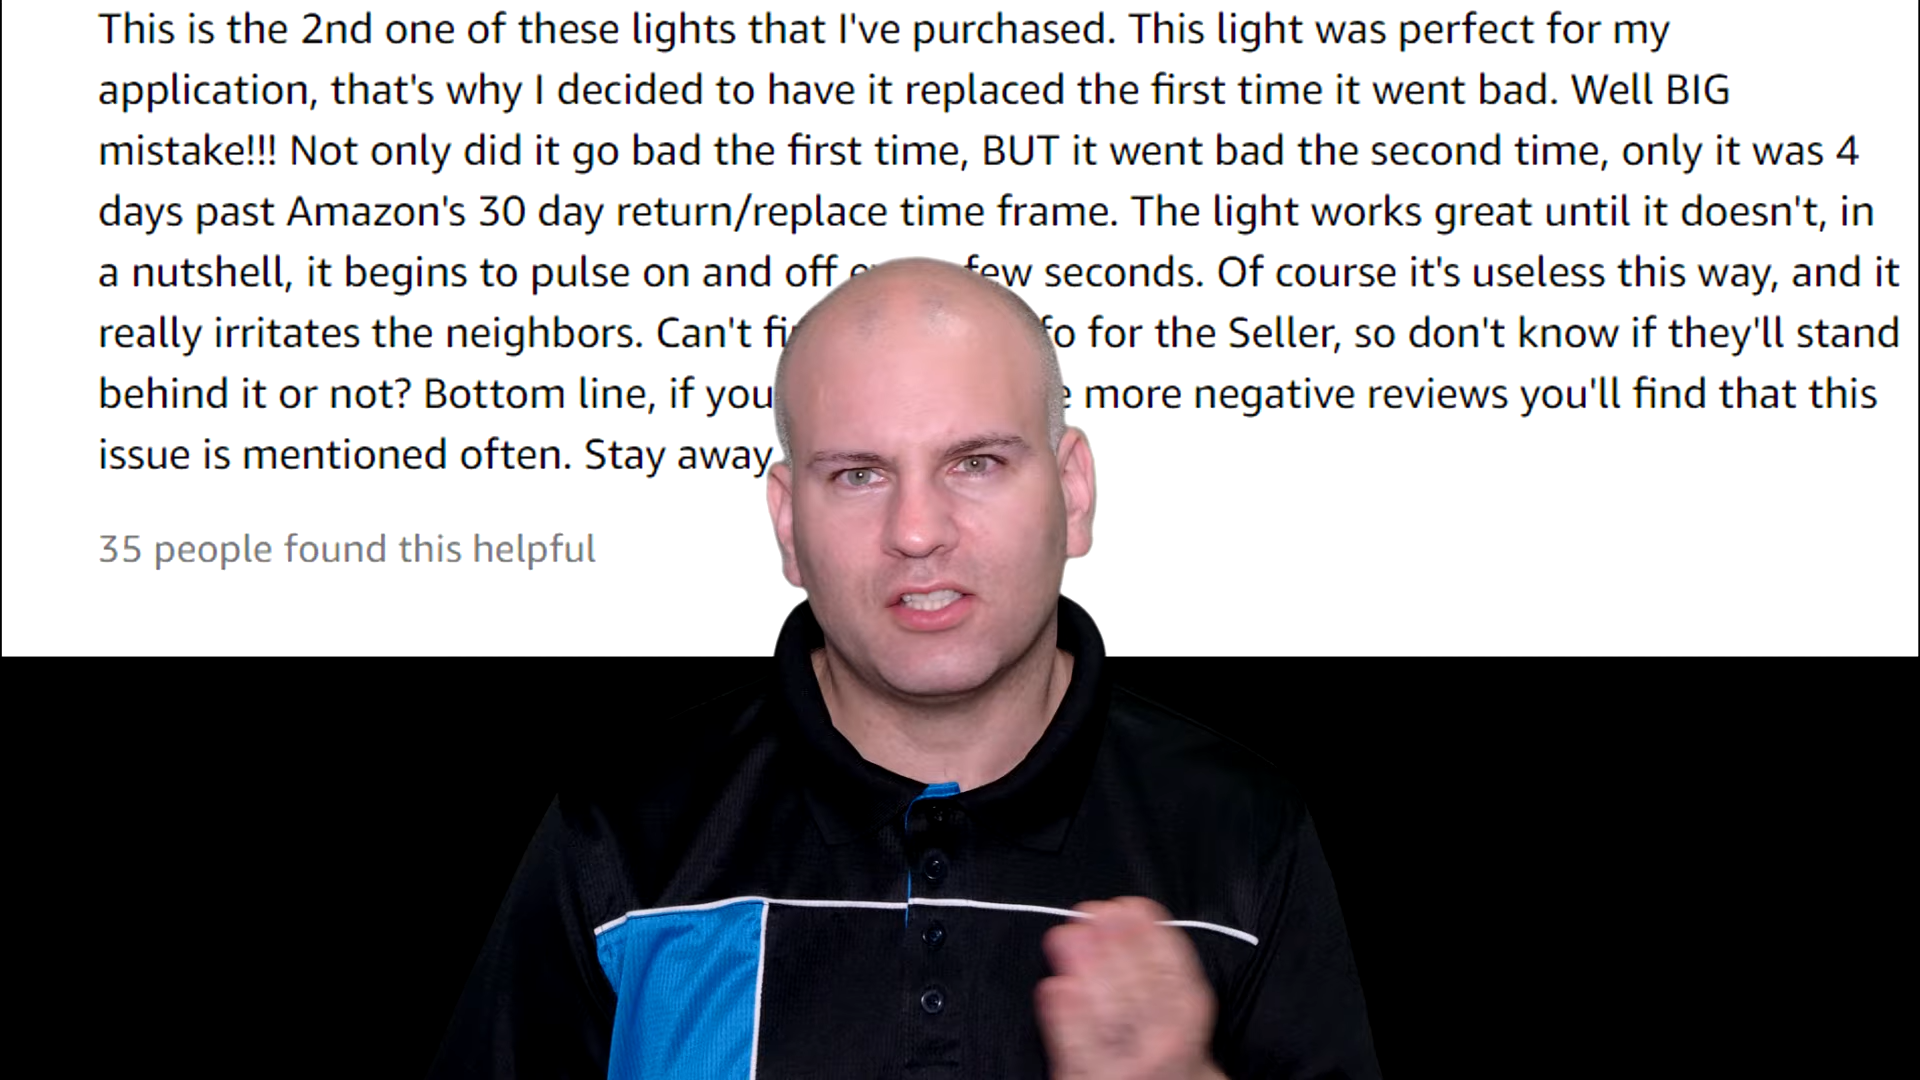 This is the 2nd one of these lights that I've purchased. This light was perfect for my
application, that's why I decided to have it replaced the first time it went bad. Well BIG
mistake!!! Not only did it go bad the first time, BUT it went bad the second time, only it was 4
days past Amazon's 30 day return/replace time frame. The light works great until it doesn't, in
a nutshell, it begins to pulse on and off few seconds. Of course it's useless this way, and it
really irritates the neighbors. Can't for the Seller, so don't know if they'll stand
behind it or not? Bottom line, if you more negative reviews you'll find that this
issue is mentioned often. Stay away
35 people found this helpful